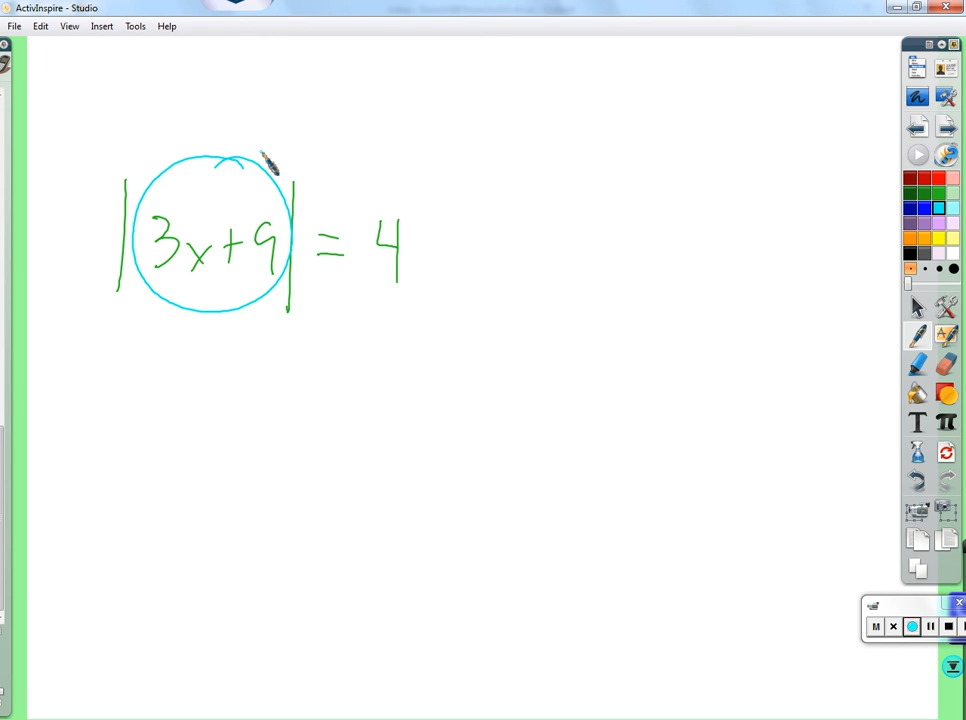 ActivInspire - Studio
File Edit View Insert Tools Help
|3x+9| = 4
T π
M